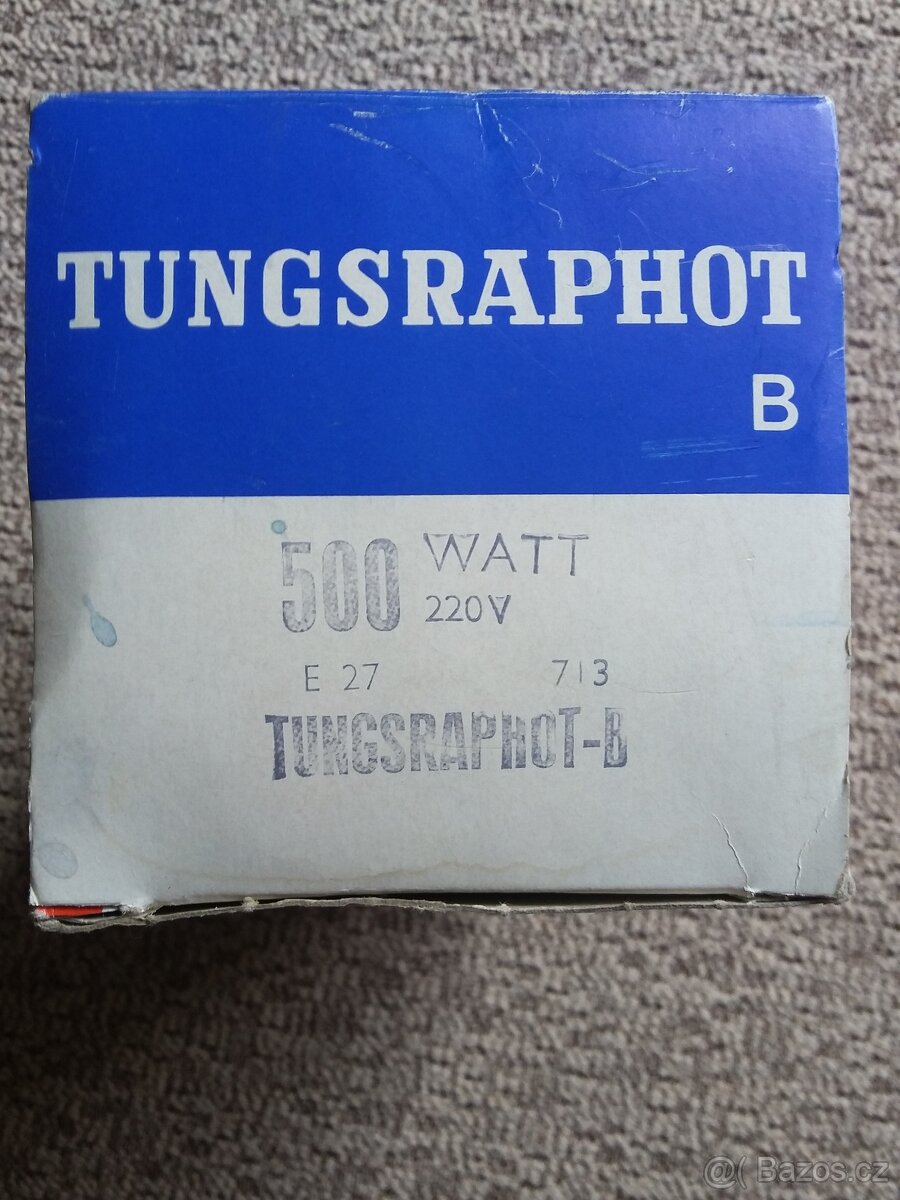 TUNGSRAPHOT
B
500 WATT
220V
E 27 713
TUNGSRAPHOT-B
@( Bazos.cz